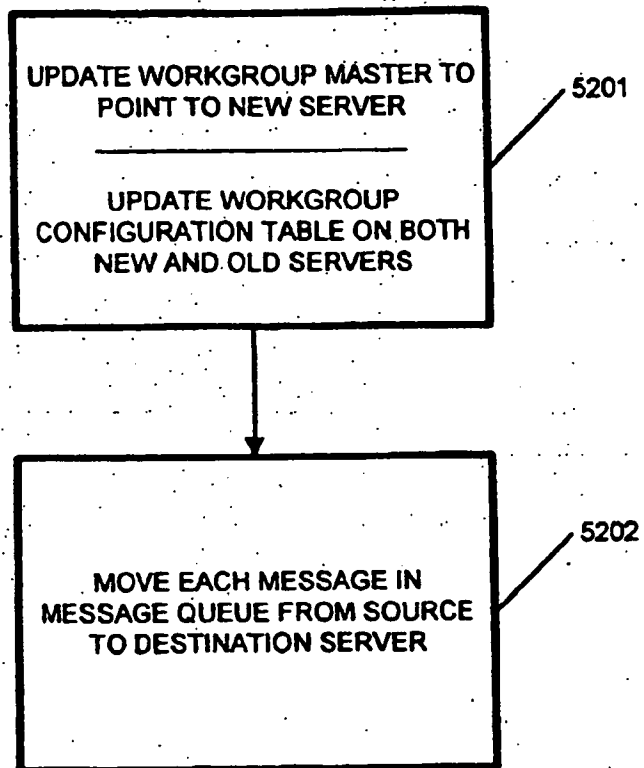 UPDATE WORKGROUP MASTER TO
POINT TO NEW SERVER
5201
UPDATE WORKGROUP
CONFIGURATION TABLE ON BOTH
NEW AND OLD SERVERS
MOVE EACH MESSAGE IN
MESSAGE QUEUE FROM SOURCE
TO DESTINATION SERVER
5202